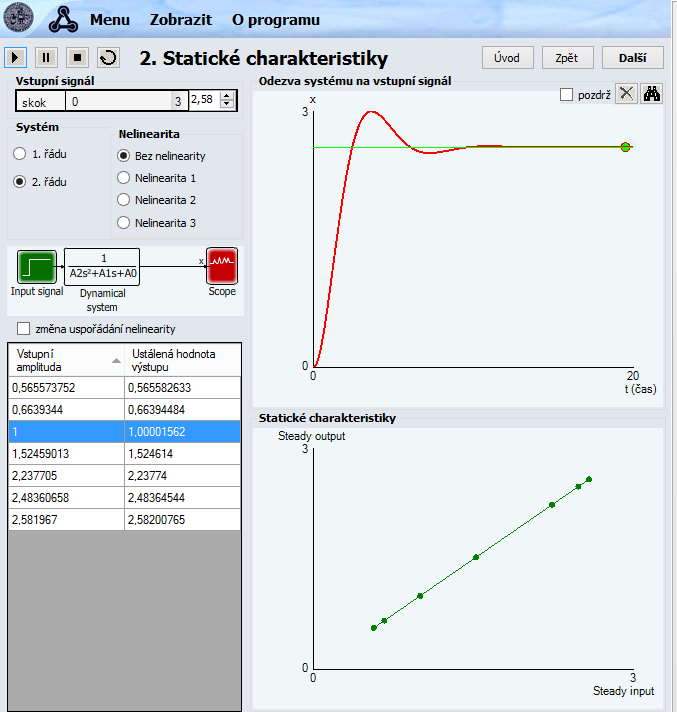 Menu Zobrazit O programu
2. Statické charakteristiky
Úvod Zpět Další
Vstupní signál
skok 0 3 2,58
Systém
1. řádu
2. řádu
Nelinearita
Bez nelinearity
Nelinearita 1
Nelinearita 2
Nelinearita 3
1
A2s²+A1s+A0
x
Input signal
Dynamical
system
Scope
změna uspořádání nelinearity
Vstupní
amplituda
Ustálená hodnota
výstupu
0,565573752 0,565582633
0,6639344 0,66394484
1 1,00001562
1,52459013 1,524614
2,237705 2,23774
2,48360658 2,48364544
2,581967 2,58200765
Odezva systému na vstupní signál
pozdrž
x
3
0
0 20
t (čas)
Statické charakteristiky
Steady output
3
0
0 3
Steady input